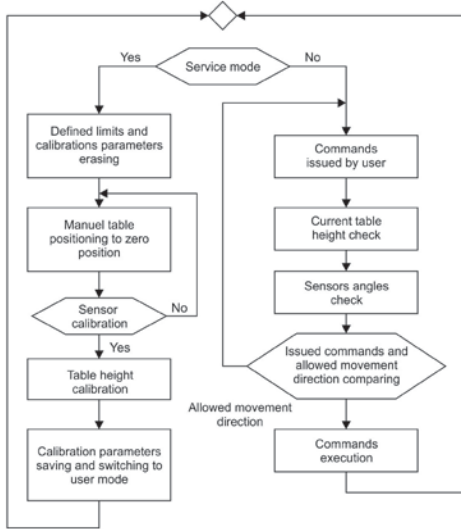 Yes
Service mode
No
Defined limits and
calibrations parameters
erasing
Manuel table
positioning to zero
position
Sensor
calibration
No
Yes
Table height
calibration
Calibration parameters
saving and switching to
user mode
Commands
issued by user
Current table
height check
Sensors angles
check
Issued commands and
allowed movement
direction comparing
Allowed movement
direction
Commands
execution